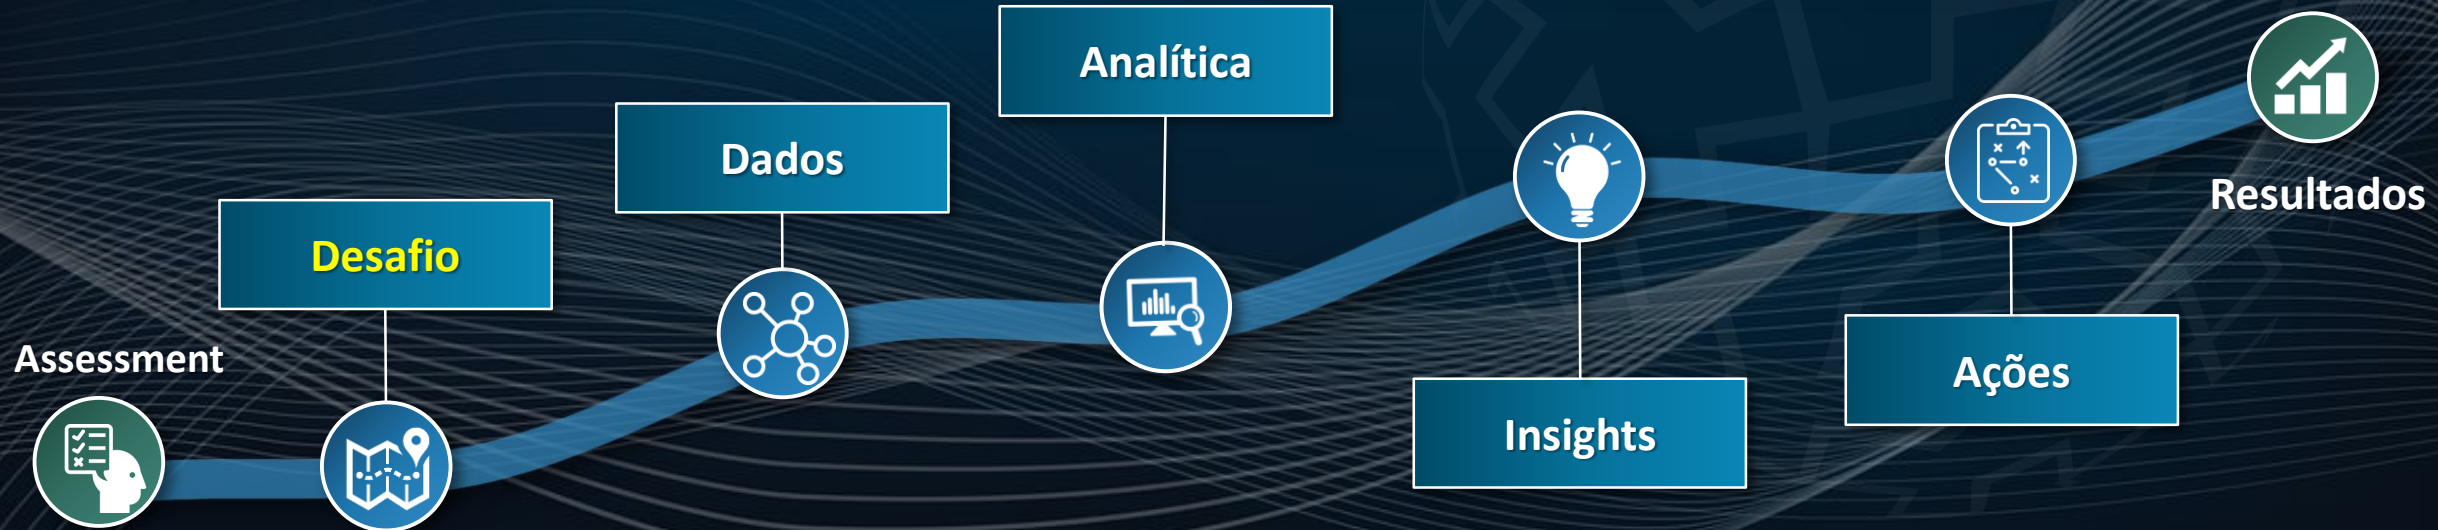 Assessment
Desafio
Dados
Analítica
Insights
Ações
Resultados